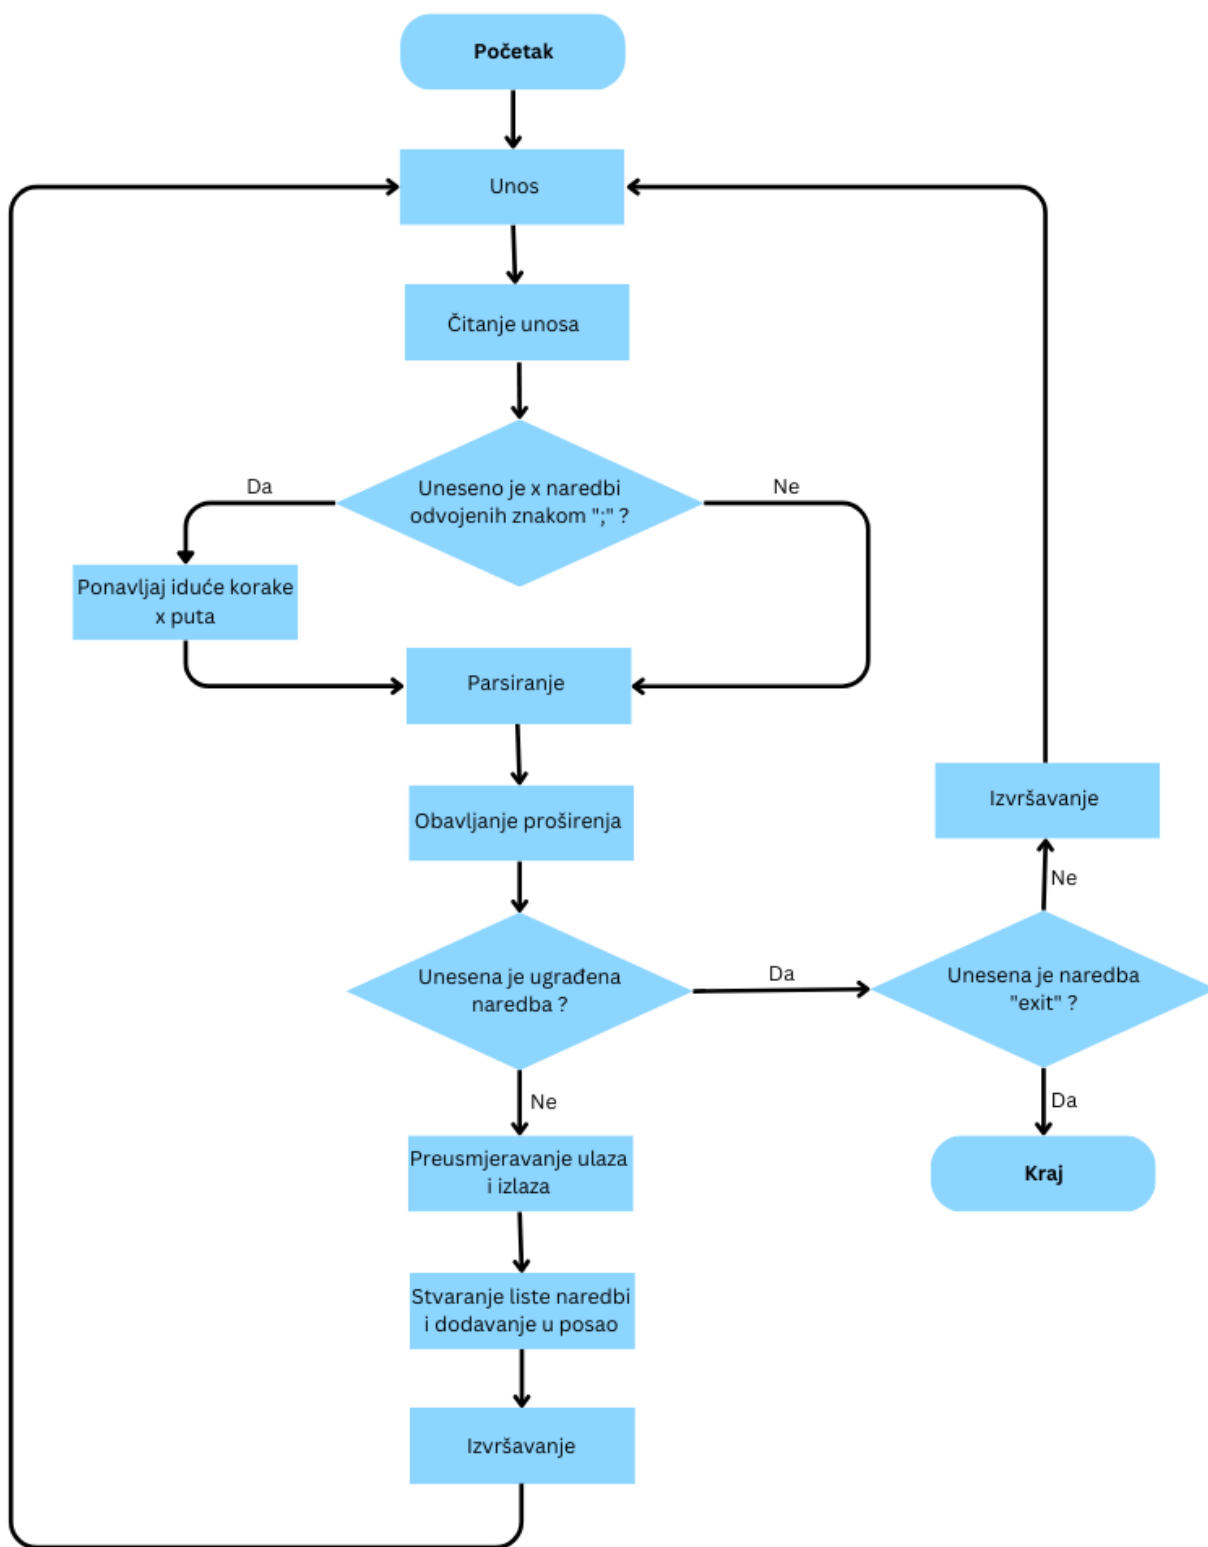 Početak
Unos
Čitanje unosa
Uneseno je x naredbi
odvojenih znakom ";" ?
Da
Ne
Ponavljaj iduće korake
x puta
Parsiranje
Obavljanje proširenja
Unesena je ugrađena
naredba ?
Da
Ne
Unesena je naredba
"exit" ?
Ne
Izvršavanje
Da
Kraj
Preusmjeravanje ulaza
i izlaza
Stvaranje liste naredbi
i dodavanje u posao
Izvršavanje